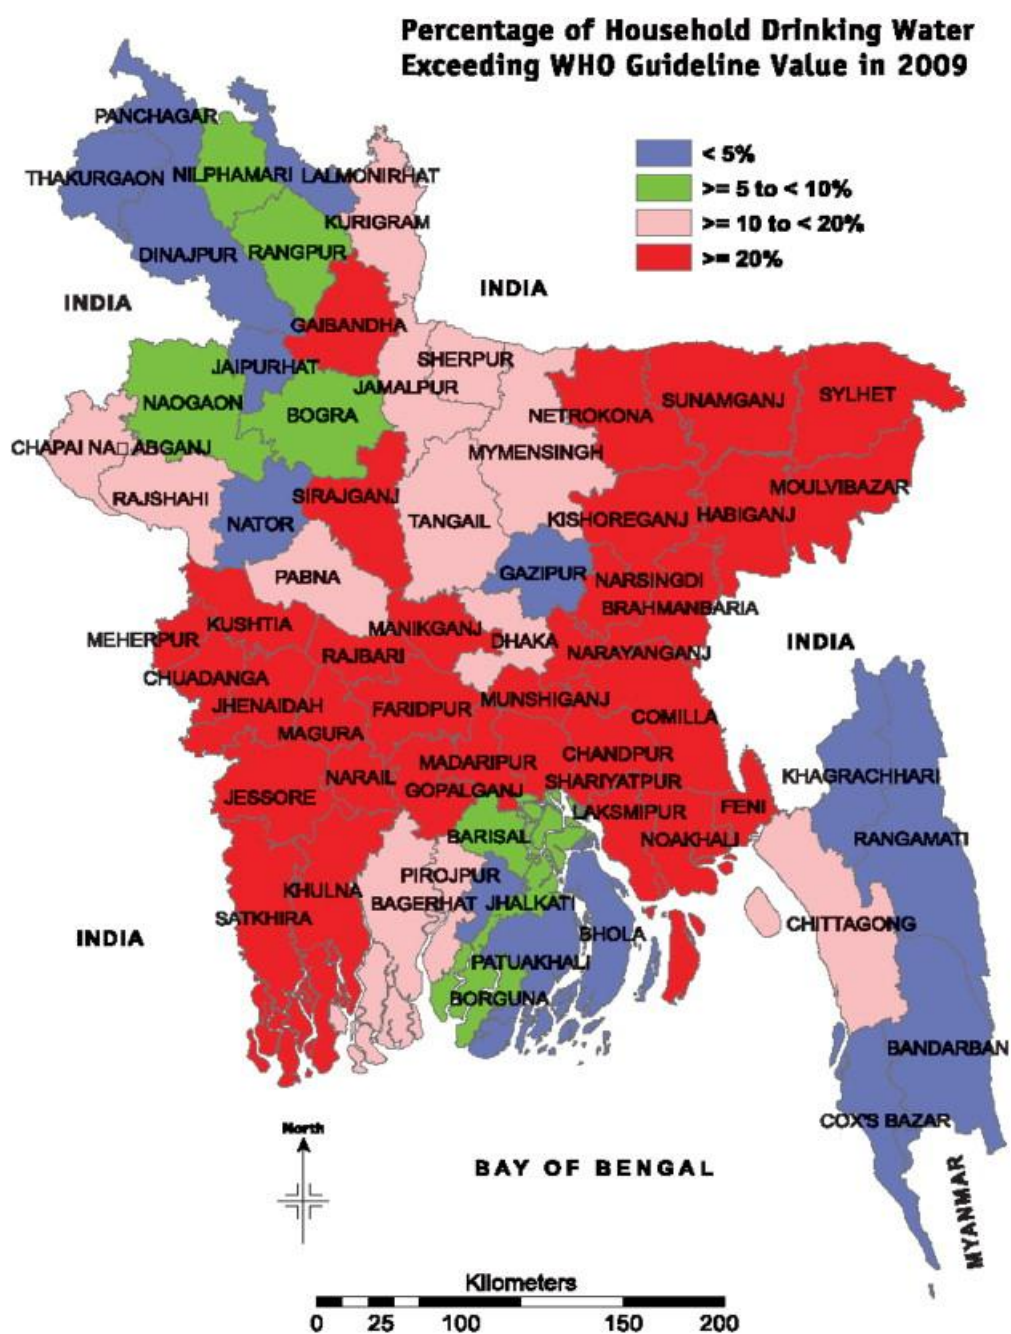 Percentage of Household Drinking Water
Exceeding WHO Guideline Value in 2009
< 5%
>= 5 to < 10%
>= 10 to < 20%
>= 20%
PANCHAGAR
THAKURGAON
NILPHAMARI
LALMONIRHAT
KURIGRAM
DINAJPUR
RANGPUR
INDIA
INDIA
GAIBANDHA
JAIPURHAT
SHERPUR
JAMALPUR
NAOGAON
BOGRA
NETROKONA
SUNAMGANJ
SYLHET
CHAPAI NA□ABGANJ
MYMENSINGH
RAJSHAHI
SIRAJGANJ
MOULVIBAZAR
NATOR
TANGAIL
KISHOREGANJ
HABIGANJ
PABNA
GAZIPUR
NARSINGDI
BRAHMANBARIA
MEHERPUR
KUSHTIA
MANIKGANJ
DHAKA
INDIA
RAJBARI
NARAYANGANJ
CHUADANGA
JHENAIDAH
FARIDPUR
MUNSHIGANJ
COMILLA
MAGURA
MADARIPUR
CHANDPUR
NARAIL
SHARIYATPUR
KHAGRACHHARI
JESSORE
GOPALGANJ
LAKSMIPUR
FENI
BARISAL
NOAKHALI
RANGAMATI
PIROJPUR
KHULNA
BAGERHAT
JHALKATI
SATKHIRA
CHITTAGONG
INDIA
BHOLA
PATUAKHALI
BORGUNA
BANDARBAN
COX'S BAZAR
North
BAY OF BENGAL
MYANMAR
Kilometers
0 25 100 150 200